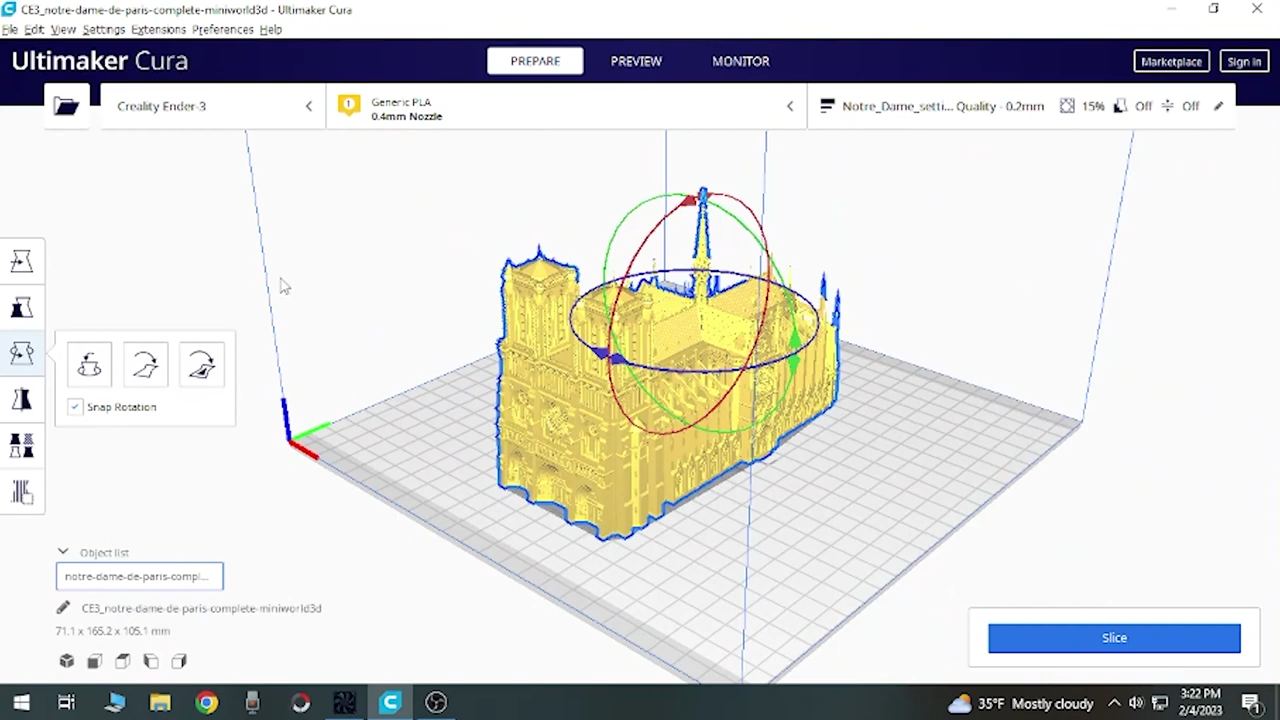 CE3_notre-dame-de-paris-complete-miniworld3d - Ultimaker Cura
File Edit View Settings Extensions Preferences Help
Ultimaker Cura
PREPARE
PREVIEW
MONITOR
Marketplace
Sign in
Creality Ender-3
1
Generic PLA
0.4mm Nozzle
Notre_Dame_setti... Quality - 0.2mm
15%
Off
Off
Snap Rotation
Object list
notre-dame-de-paris-compl...
CE3_notre-dame-de-paris-complete-miniworld3d
71.1 x 165.2 x 105.1 mm
Slice
35°F Mostly cloudy
3:22 PM
2/4/2023
1